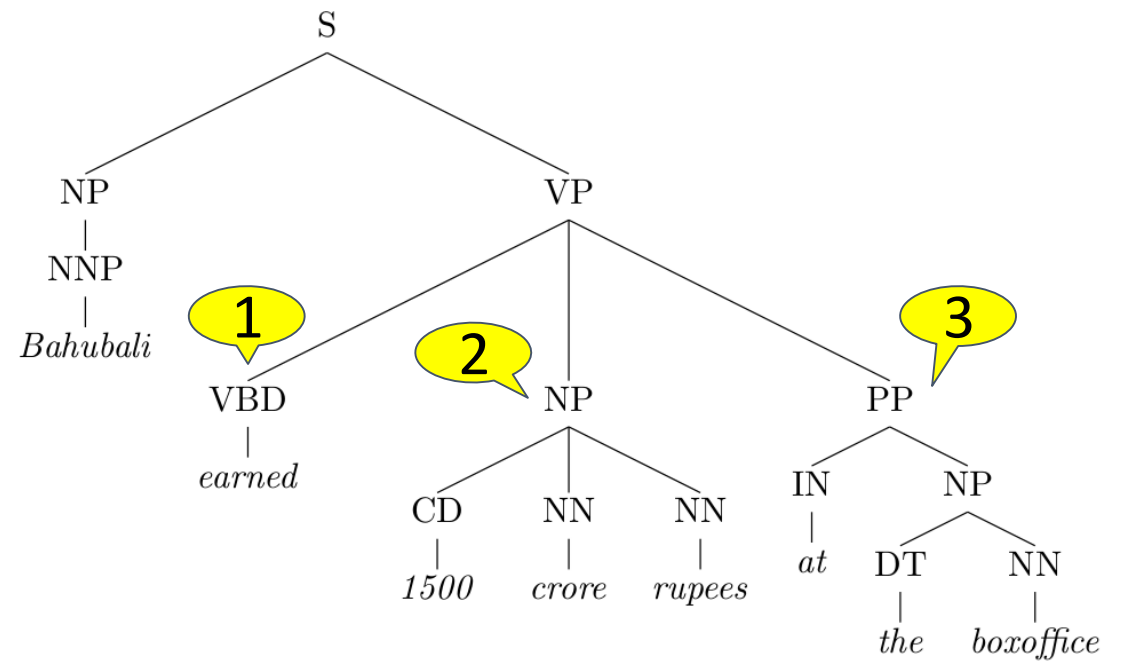 S
NP VP
NNP
1 3
Bahubali 2
VBD NP PP
earned IN NP
CD NN NN
1500 crore rupees at DT NN
the boxoffice